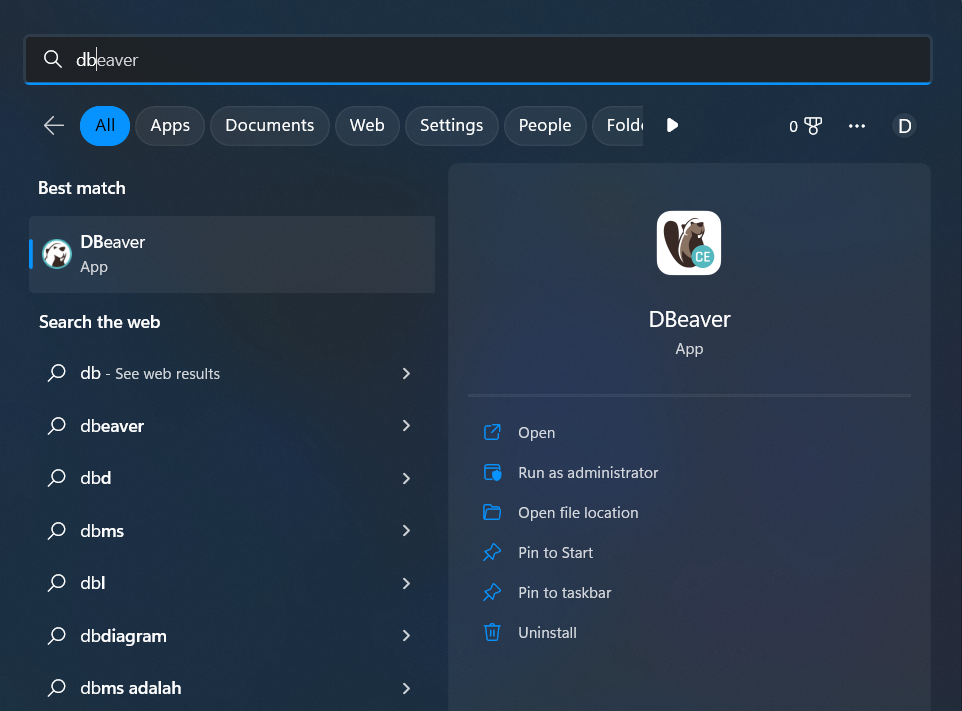 dbeaver
All Apps Documents Web Settings People Folde 0 D
Best match
DBeaver
App
Search the web
db - See web results
dbeaver
dbd
dbms
dbl
dbdiagram
dbms adalah
CE
DBeaver
App
Open
Run as administrator
Open file location
Pin to Start
Pin to taskbar
Uninstall